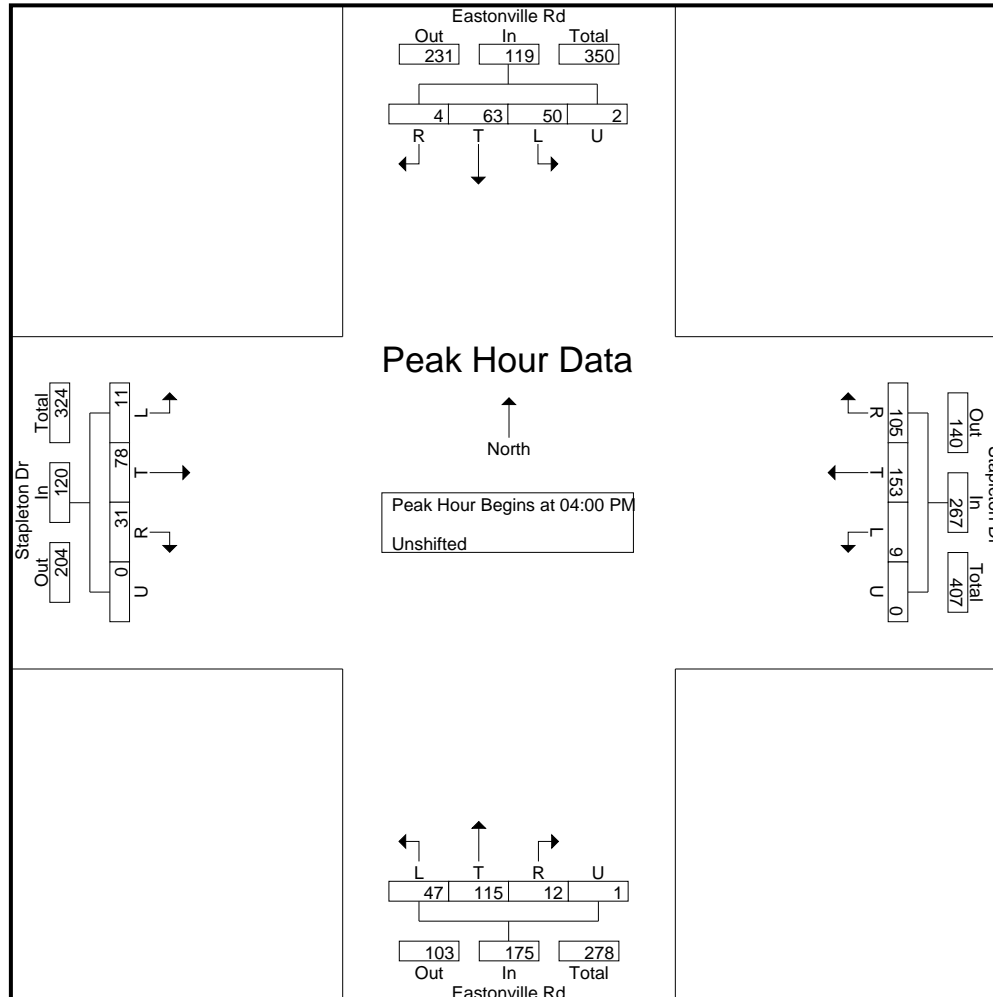 Eastonville Rd
Out In Total
231 119 350
4 63 50 2
R T L U
Peak Hour Data
North
Peak Hour Begins at 04:00 PM
Unshifted
Stapleton Dr
Out In Total
204 120 324
11 78 31 0
L T R U
Out In Total
140 267 407
105 153 9 0
R T L U
L T R U
47 115 12 1
103 175 278
Out In Total
Eastonville Rd